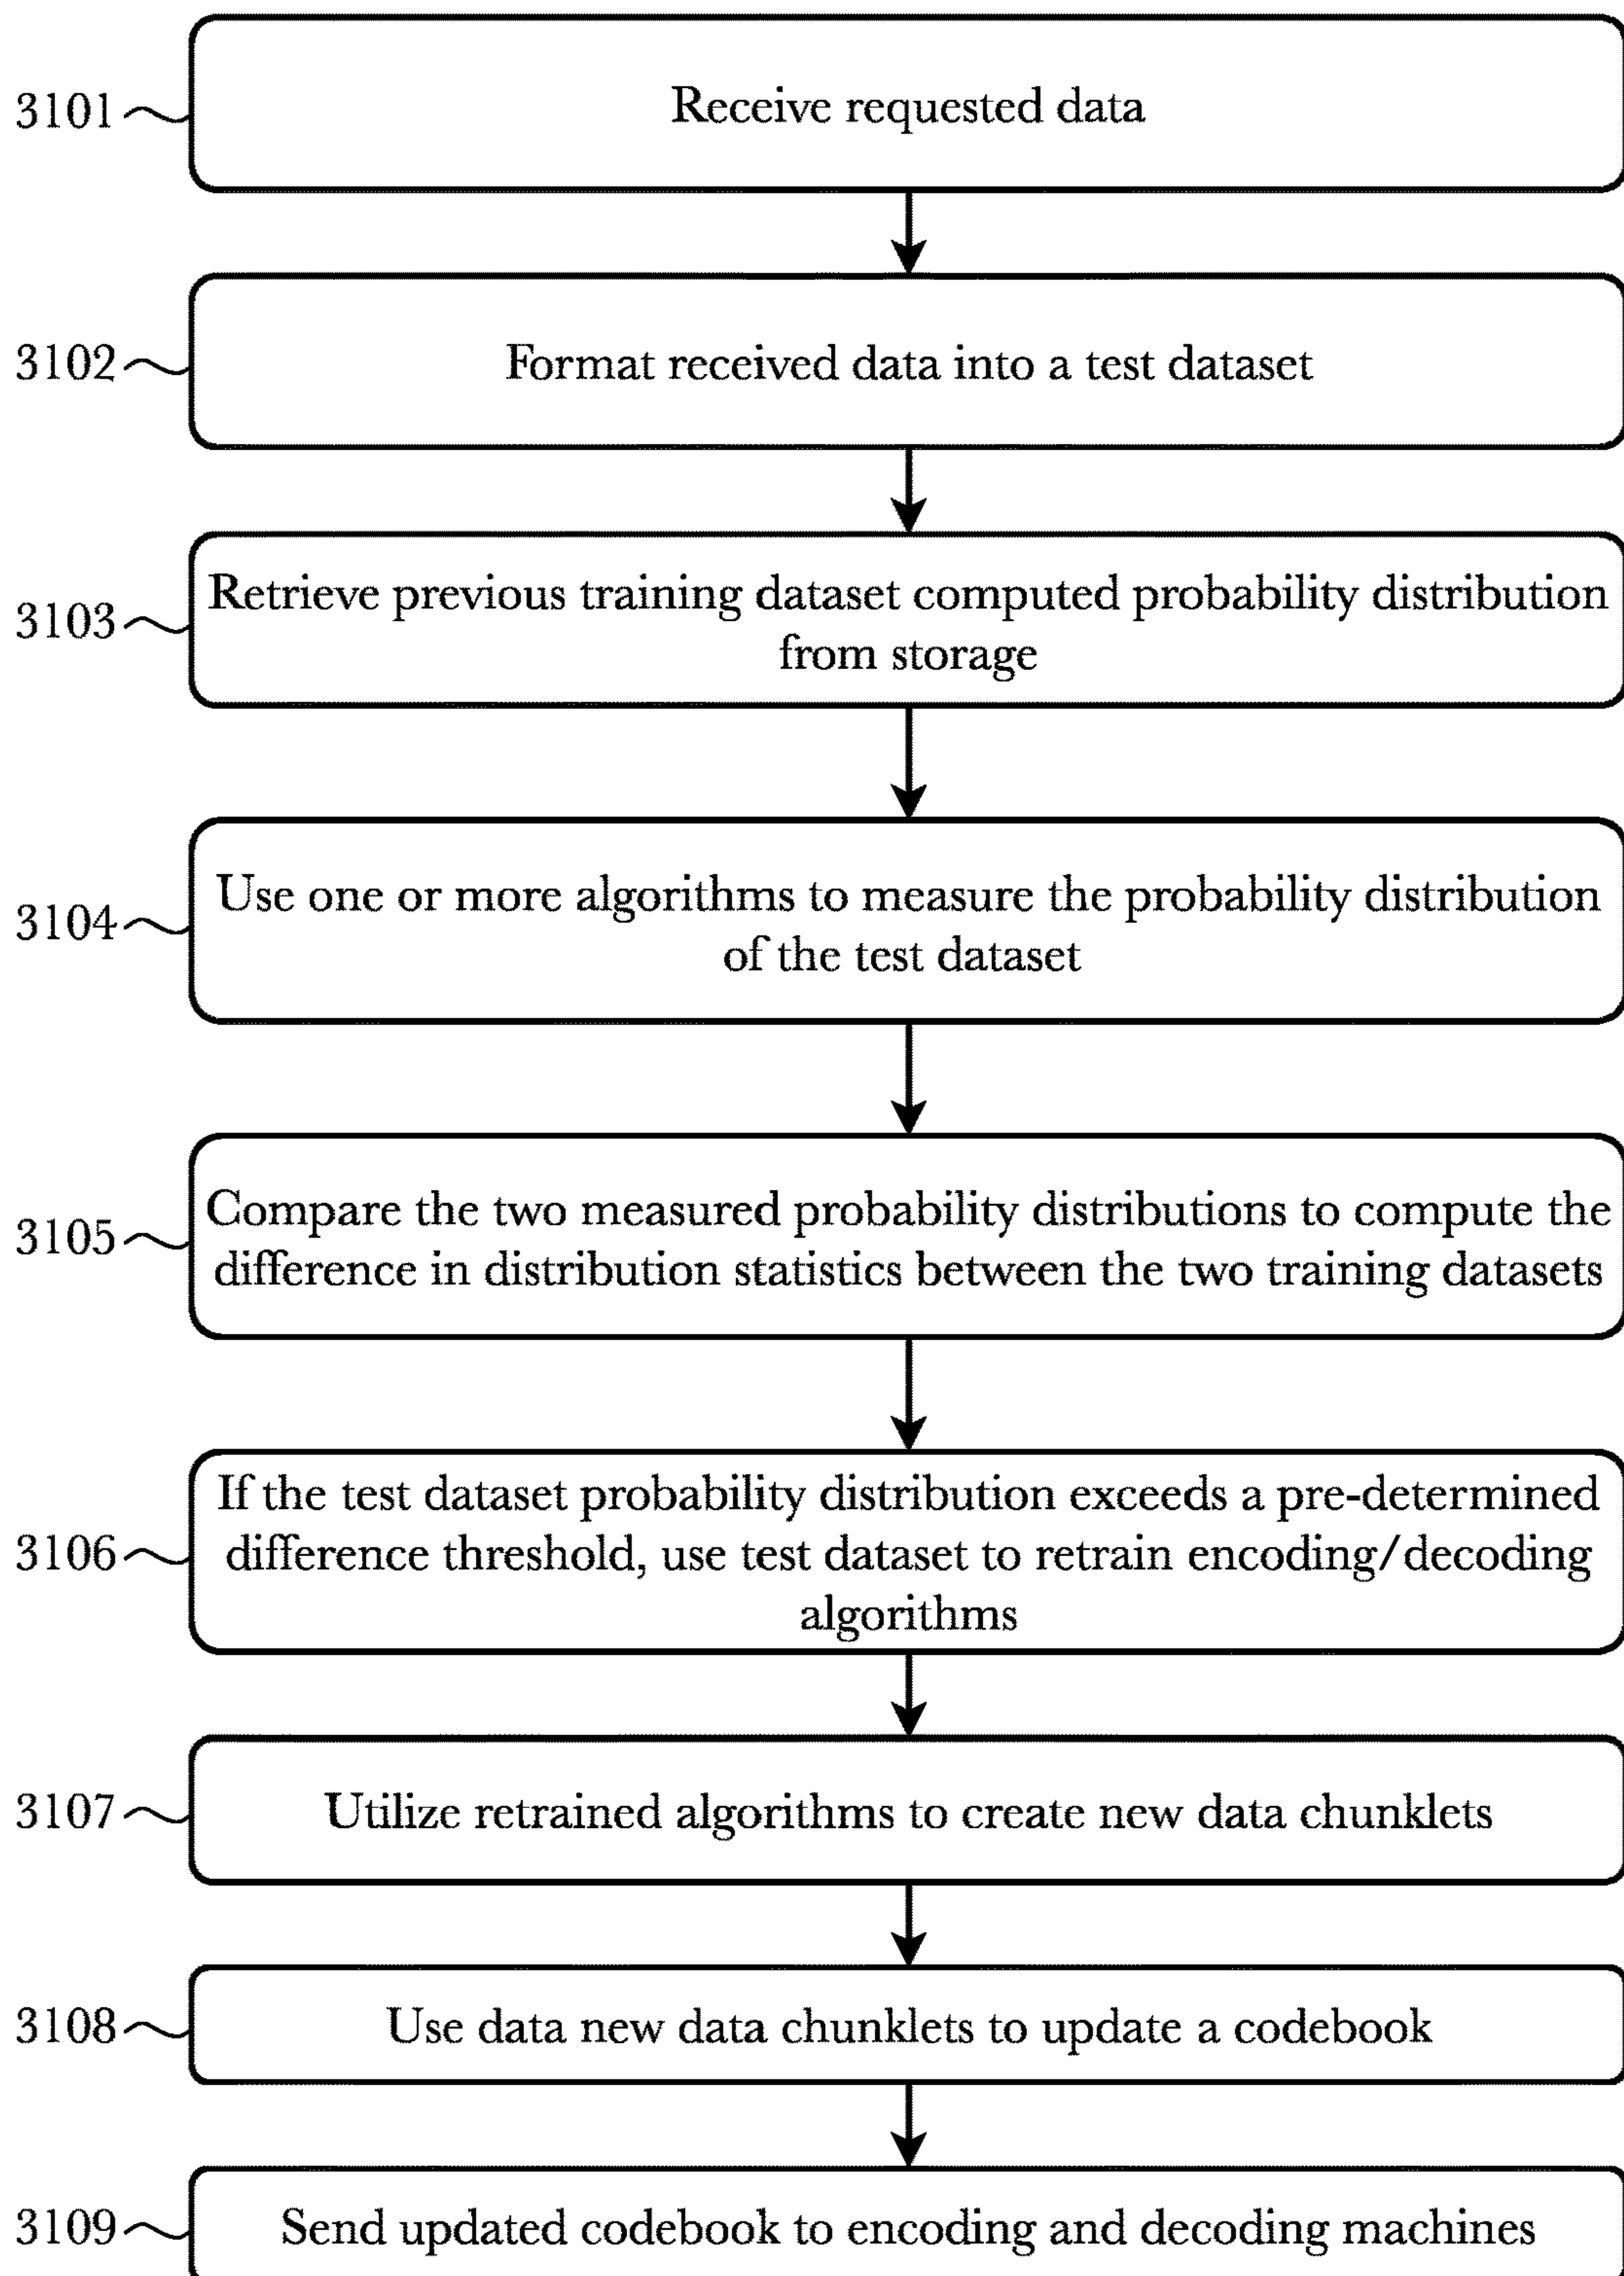 3101
Receive requested data
3102
Format received data into a test dataset
3103
Retrieve previous training dataset computed probability distribution
from storage
3104
Use one or more algorithms to measure the probability distribution
of the test dataset
3105
Compare the two measured probability distributions to compute the
difference in distribution statistics between the two training datasets
3106
If the test dataset probability distribution exceeds a pre-determined
difference threshold, use test dataset to retrain encoding/decoding
algorithms
3107
Utilize retrained algorithms to create new data chunklets
3108
Use data new data chunklets to update a codebook
3109
Send updated codebook to encoding and decoding machines